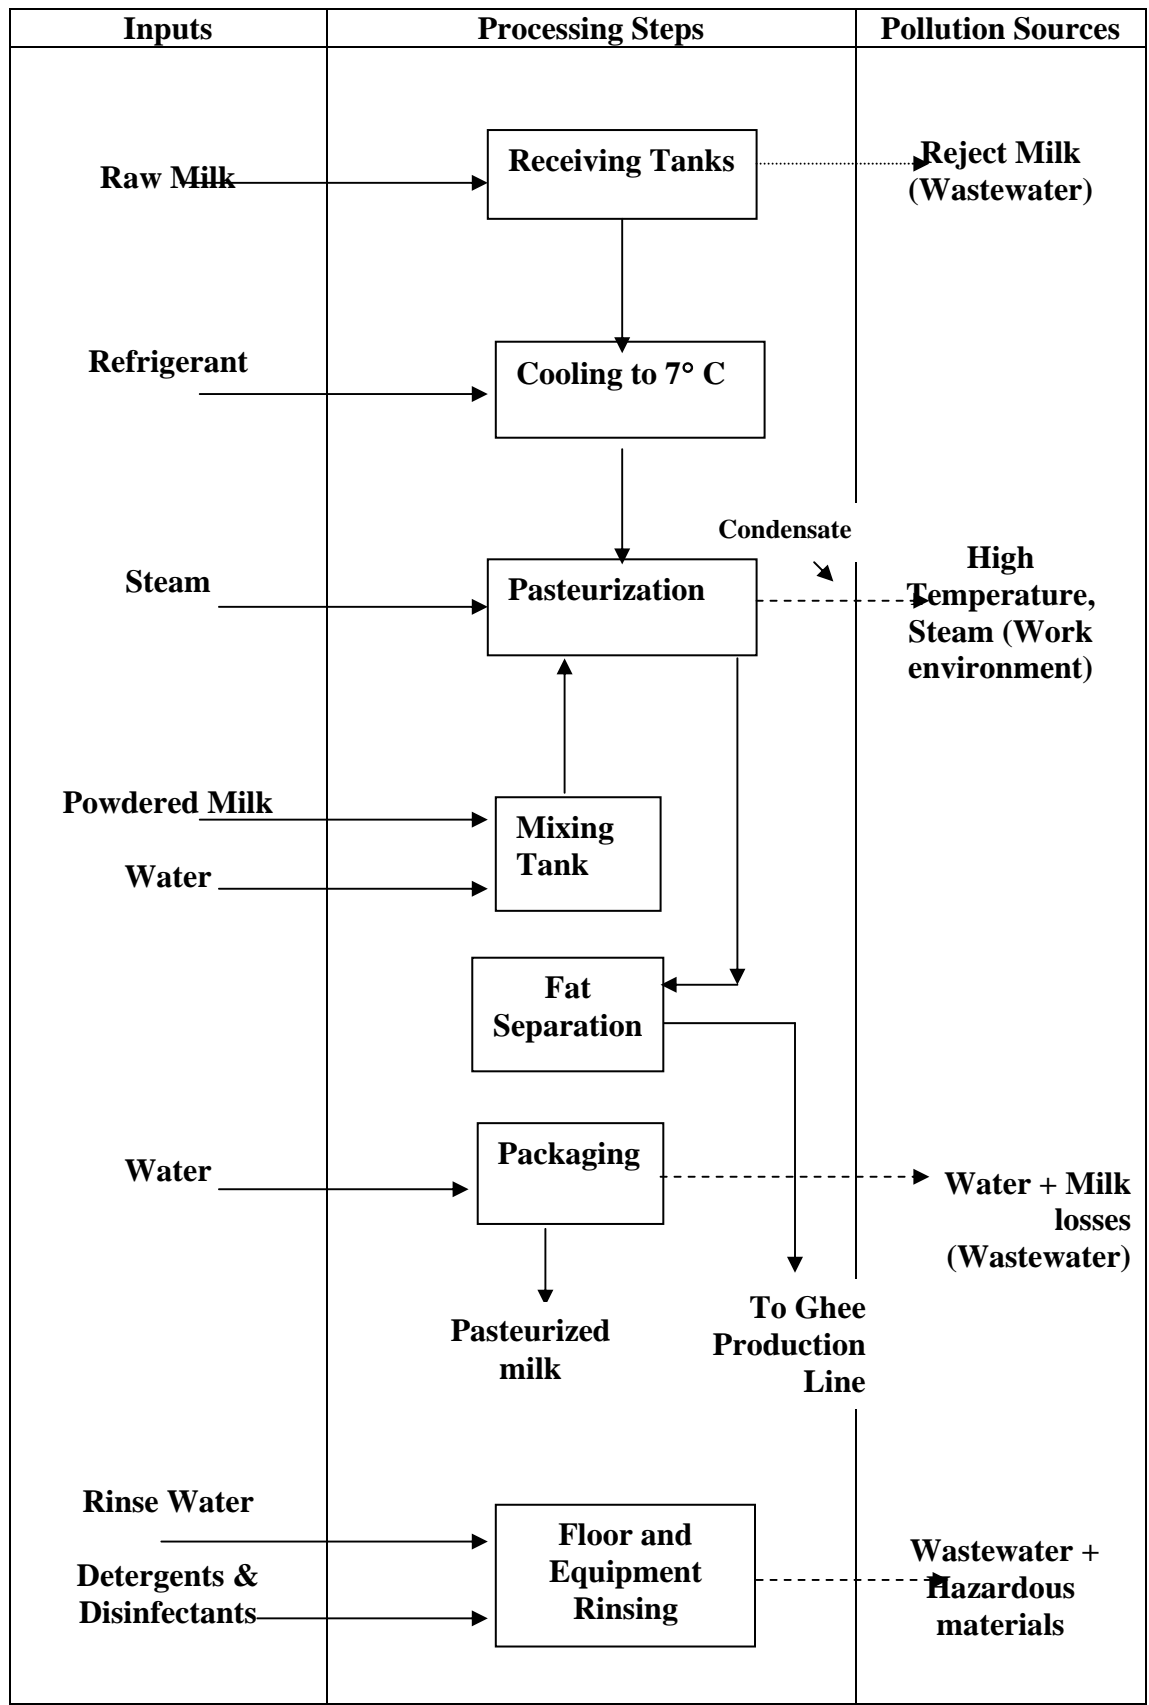 Inputs
Processing Steps
Pollution Sources
Raw Milk
Receiving Tanks
Reject Milk
(Wastewater)
Refrigerant
Cooling to 7° C
Condensate
Steam
Pasteurization
High
Temperature,
Steam (Work
environment)
Powdered Milk
Water
Mixing
Tank
Fat
Separation
Water
Packaging
Water + Milk
losses
(Wastewater)
Pasteurized
milk
To Ghee
Production
Line
Rinse Water
Detergents &
Disinfectants
Floor and
Equipment
Rinsing
Wastewater +
Hazardous
materials